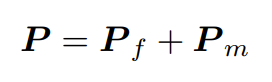 P = P_f + P_m